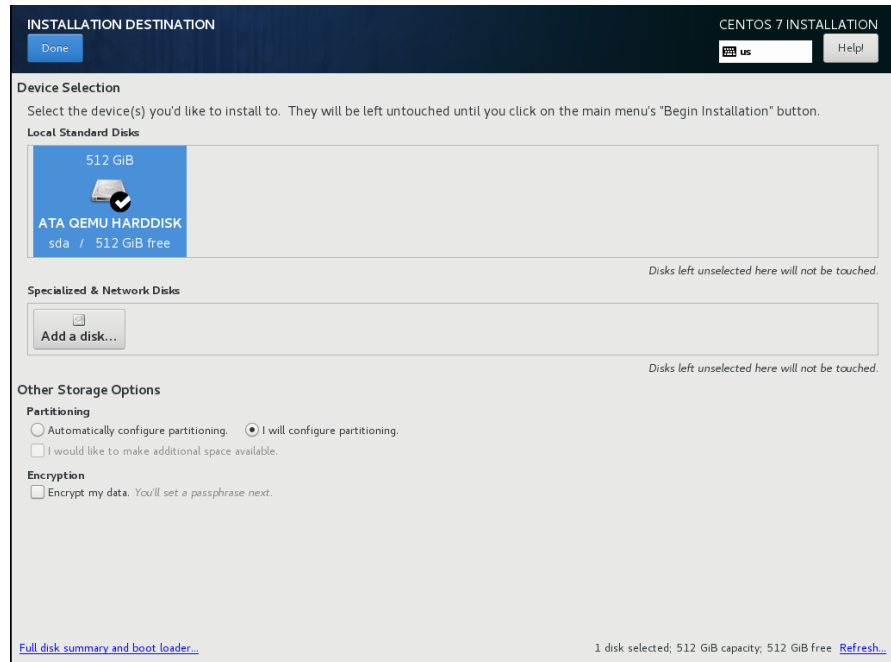 INSTALLATION DESTINATION
CENTOS 7 INSTALLATION
Done
us
Help!
Device Selection
Select the device(s) you'd like to install to. They will be left untouched until you click on the main menu's "Begin Installation" button.
Local Standard Disks
512 GiB
ATA QEMU HARDDISK
sda / 512 GiB free
Disks left unselected here will not be touched.
Specialized & Network Disks
Add a disk...
Disks left unselected here will not be touched.
Other Storage Options
Partitioning
Automatically configure partitioning. I will configure partitioning.
I would like to make additional space available.
Encryption
Encrypt my data. You'll set a passphrase next.
Full disk summary and boot loader... 1 disk selected; 512 GiB capacity; 512 GiB free Refresh...